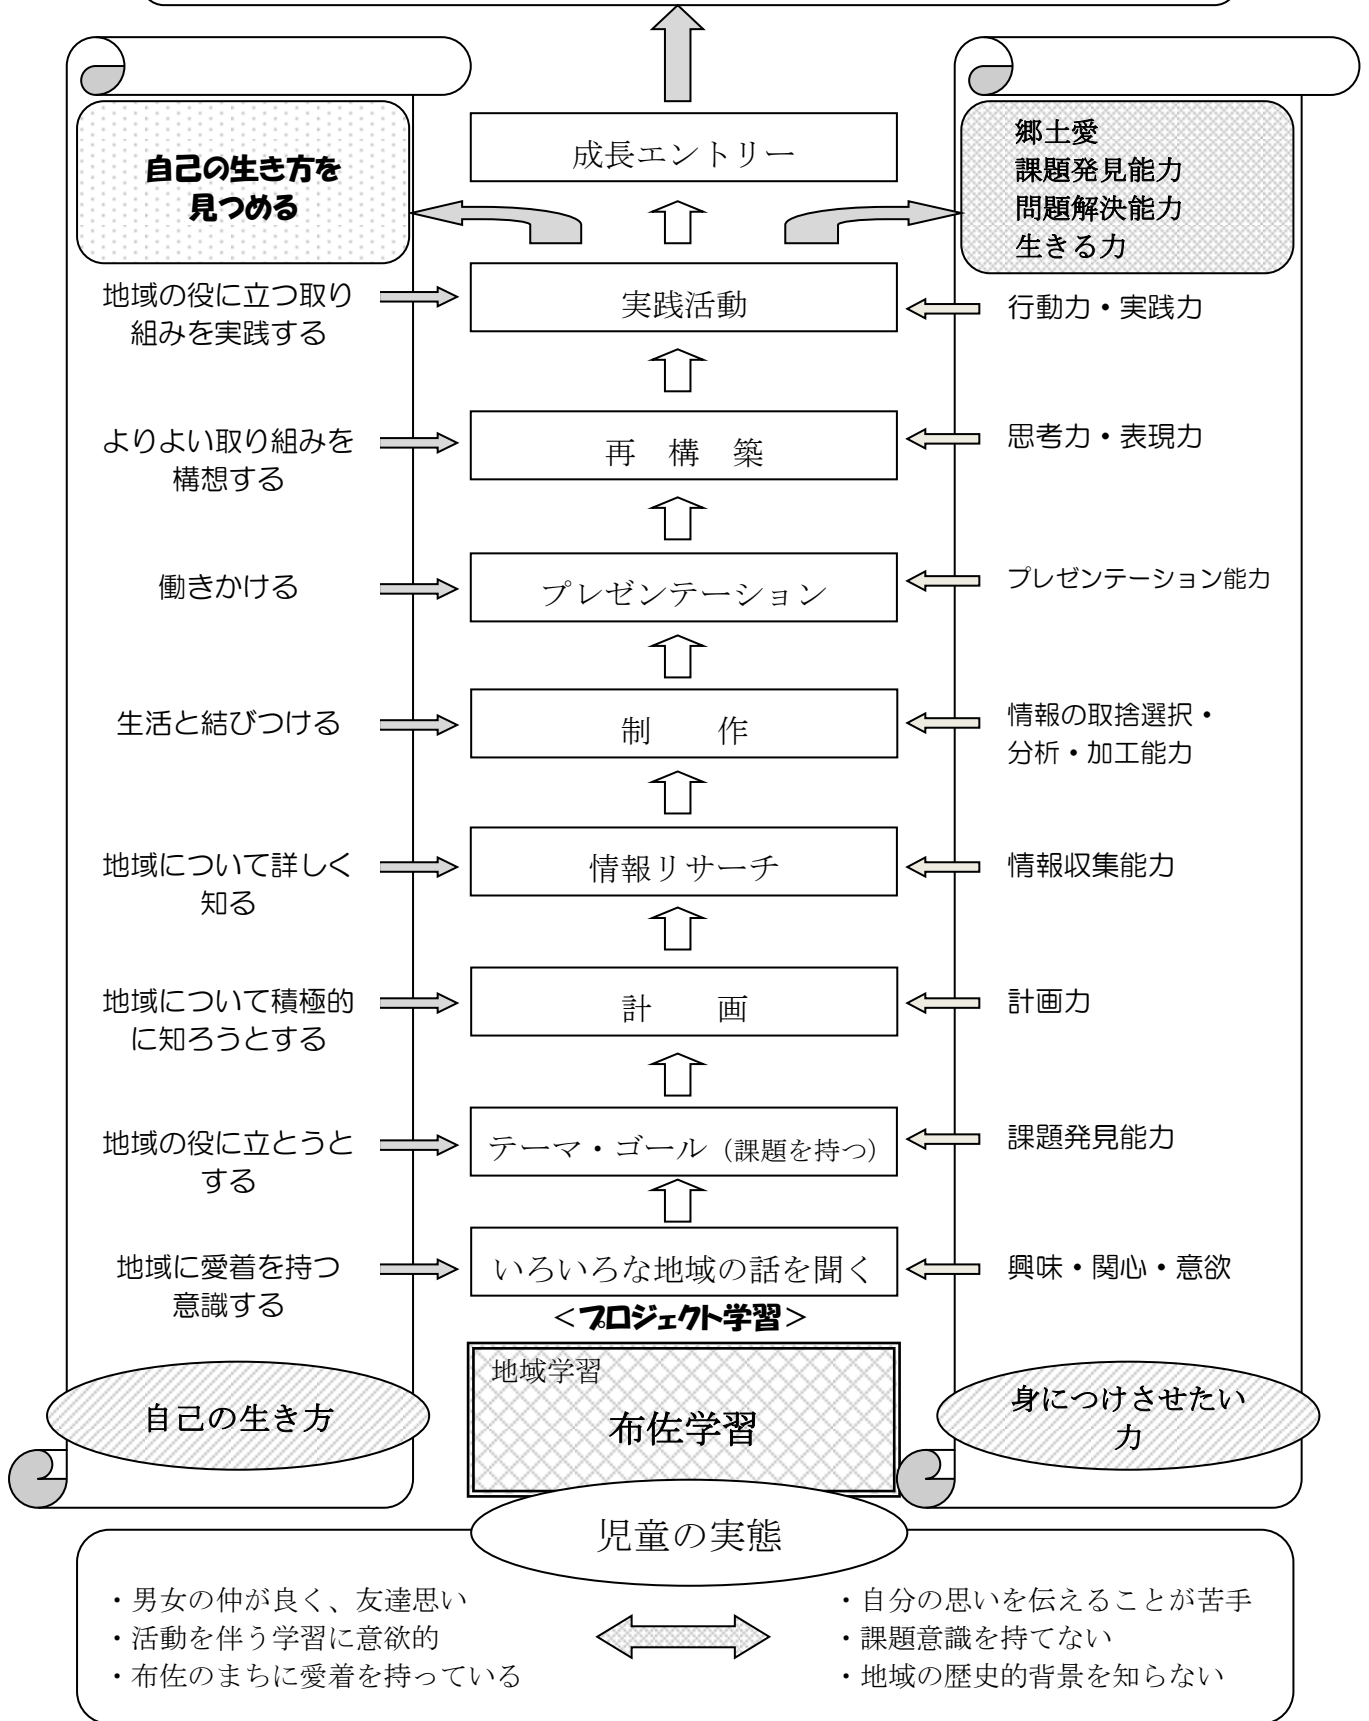 成長エントリー
自己の生き方を
見つめる
郷土愛
課題発見能力
問題解決能力
生きる力
地域の役に立つ取り
組みを実践する
実践活動
行動力・実践力
よりよい取り組みを
構想する
再 構 築
思考力・表現力
働きかける
プレゼンテーション
プレゼンテーション能力
生活と結びつける
制 作
情報の取捨選択・
分析・加工能力
地域について詳しく
知る
情報リサーチ
情報収集能力
地域について積極的
に知ろうとする
計 画
計画力
地域の役に立とうと
する
テーマ・ゴール（課題を持つ）
課題発見能力
地域に愛着を持つ
意識する
いろいろな地域の話を聞く
興味・関心・意欲
＜プロジェクト学習＞
地域学習
布佐学習
自己の生き方
身につけさせたい
力
児童の実態
・男女の仲が良く、友達思い
・活動を伴う学習に意欲的
・布佐のまちに愛着を持っている
・自分の思いを伝えることが苦手
・課題意識を持てない
・地域の歴史的背景を知らない